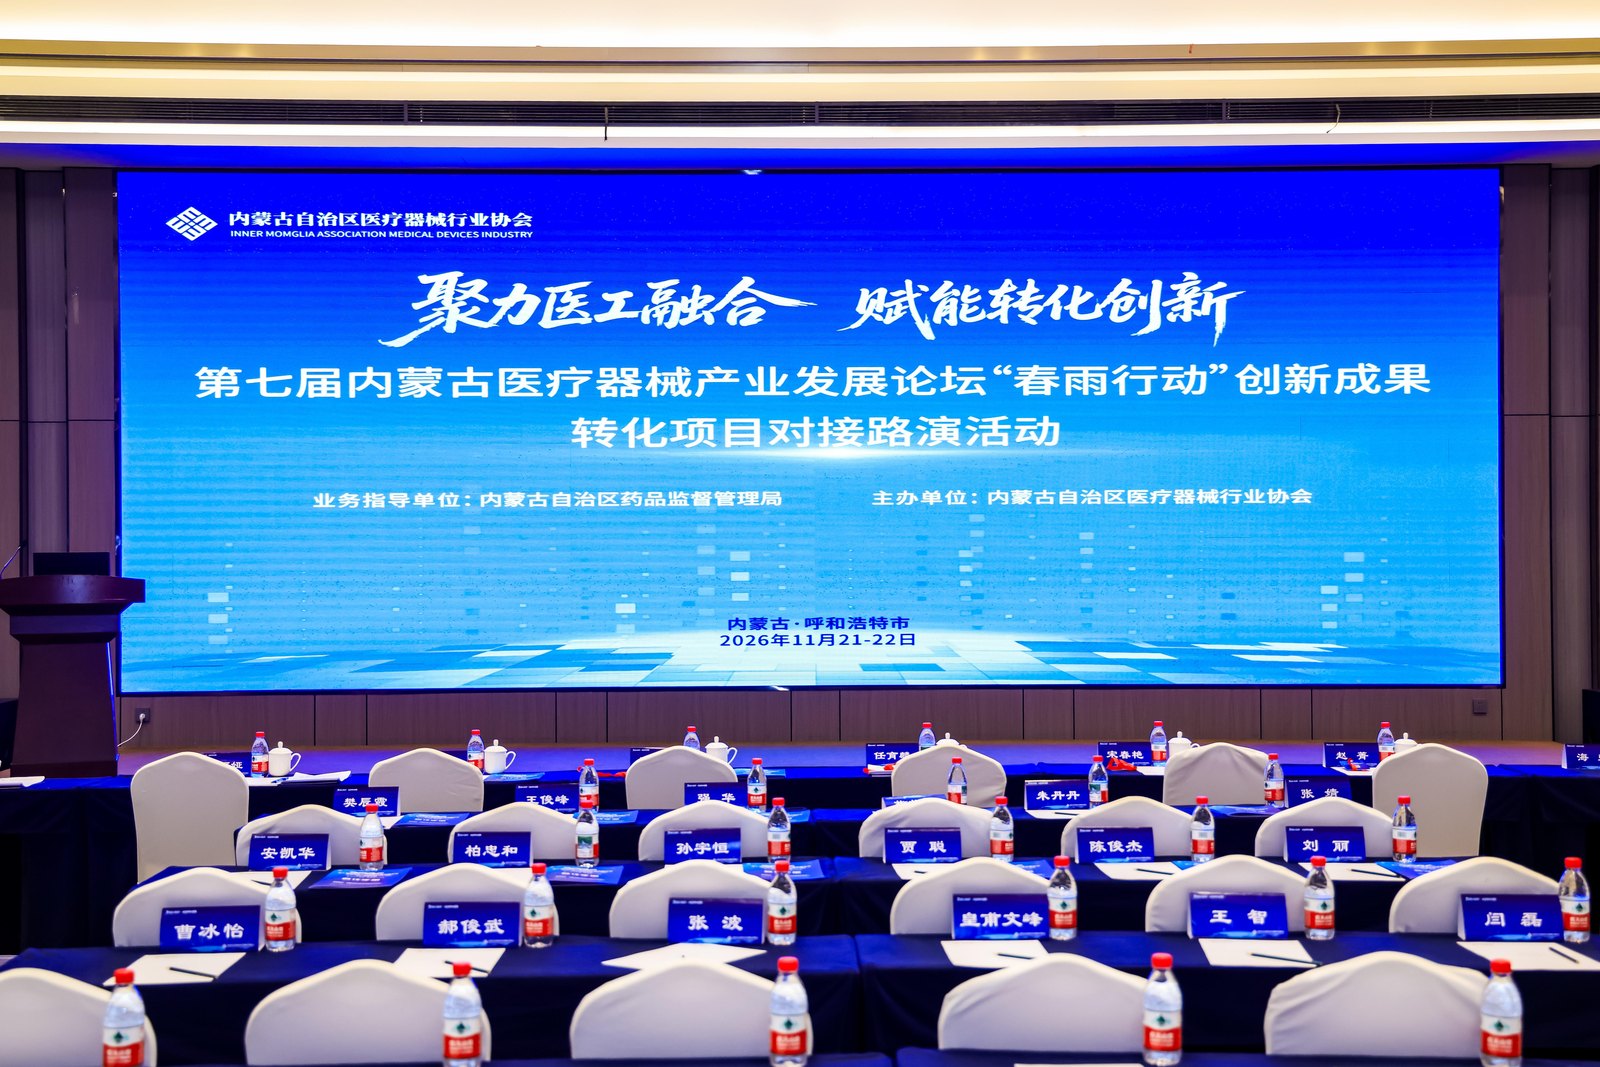 内蒙古自治区医疗器械行业协会
INNER MOMGLIA ASSOCIATION MEDICAL DEVICES INDUSTRY
聚力医工融合 赋能转化创新
第七届内蒙古医疗器械产业发展论坛“春雨行动”创新成果
转化项目对接路演活动
业务指导单位：内蒙古自治区药品监督管理局 主办单位：内蒙古自治区医疗器械行业协会
内蒙古·呼和浩特市
2026年11月21-22日
宋春艳 赵菁
樊辰霞 王俊峰 强华 朱丹丹 张婧
安凯华 柏忠和 孙宇恒 贾聪 陈俊杰 刘丽
曹冰怡 郝俊武 张波 皇甫文峰 王智 闫磊